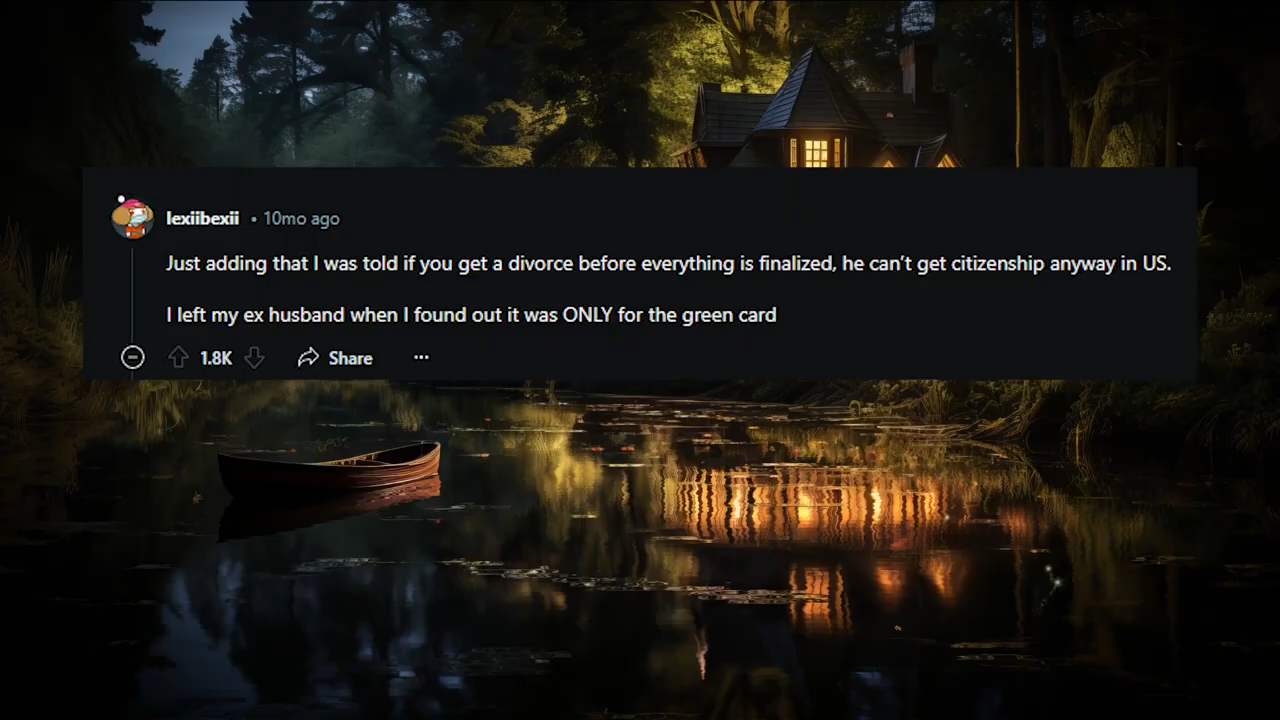 lexiibexii • 10mo ago
Just adding that I was told if you get a divorce before everything is finalized, he can’t get citizenship anyway in US.
I left my ex husband when I found out it was ONLY for the green card
1.8K Share ...